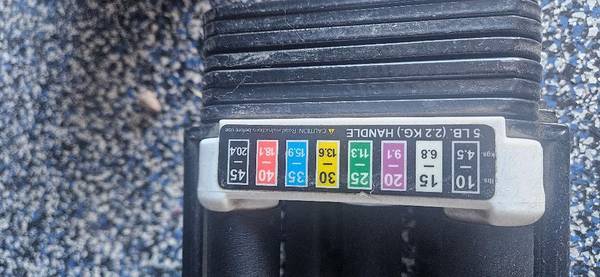 lbs 10 15 20 25 30 35 40 45
kgs 4.5 6.8 9.1 11.3 13.6 15.9 18.1 20.4
5 LB. (2.2 KG.) HANDLE CAUTION: Read instructions before use